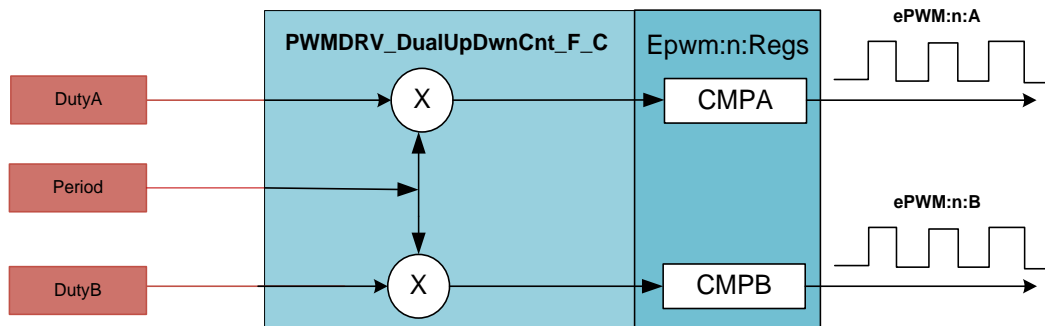 PWMDRV_DualUpDwnCnt_F_C
Epwm:n:Regs
ePWM:n:A
DutyA
X
CMPA
Period
ePWM:n:B
DutyB
X
CMPB